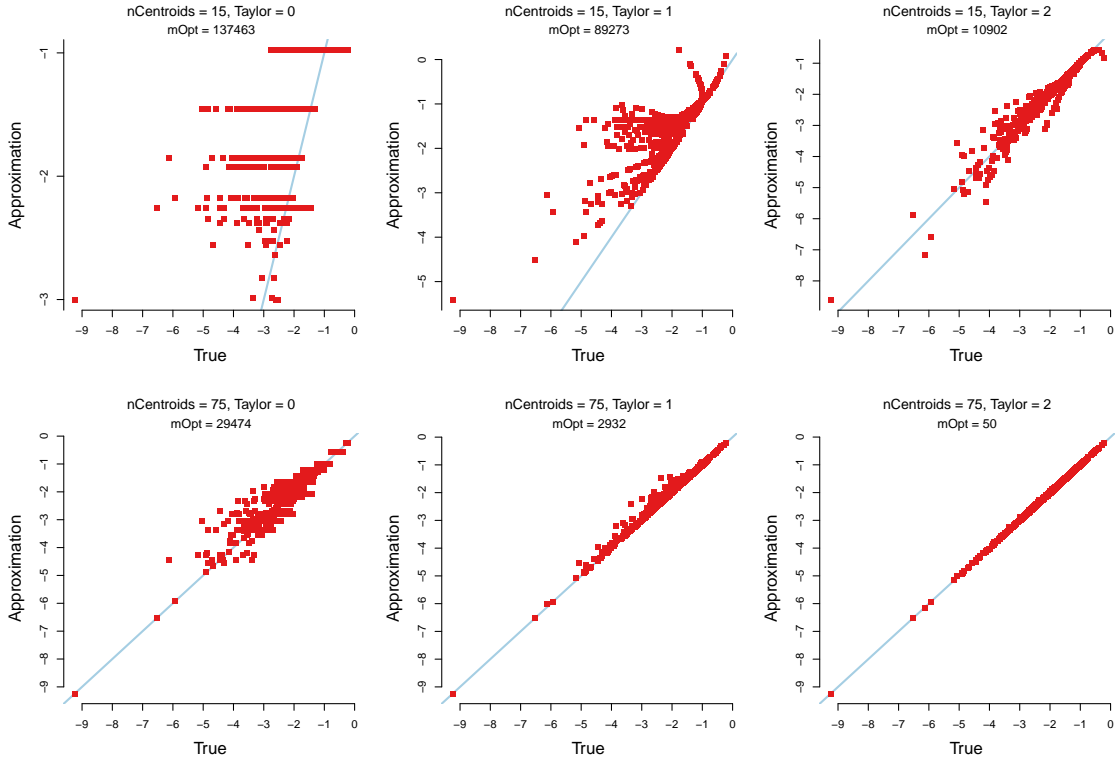 nCentroids = 15, Taylor = 0
mOpt = 137463
Approximation
−1
−2
−3
−9 −8 −7 −6 −5 −4 −3 −2 −1 0
True
nCentroids = 15, Taylor = 1
mOpt = 89273
Approximation
0
−1
−2
−3
−4
−5
−9 −8 −7 −6 −5 −4 −3 −2 −1 0
True
nCentroids = 15, Taylor = 2
mOpt = 10902
Approximation
−1
−2
−3
−4
−5
−6
−7
−8
−9 −8 −7 −6 −5 −4 −3 −2 −1 0
True
nCentroids = 75, Taylor = 0
mOpt = 29474
Approximation
0
−1
−2
−3
−4
−5
−6
−7
−8
−9
−9 −8 −7 −6 −5 −4 −3 −2 −1 0
True
nCentroids = 75, Taylor = 1
mOpt = 2932
Approximation
0
−1
−2
−3
−4
−5
−6
−7
−8
−9
−9 −8 −7 −6 −5 −4 −3 −2 −1 0
True
nCentroids = 75, Taylor = 2
mOpt = 50
Approximation
0
−1
−2
−3
−4
−5
−6
−7
−8
−9
−9 −8 −7 −6 −5 −4 −3 −2 −1 0
True